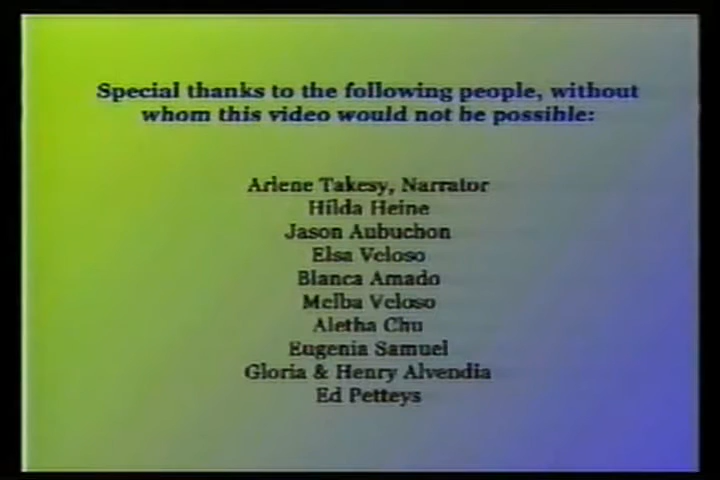 Special thanks to the following people, without
whom this video would not be possible:
Arlene Takesy, Narrator
Hilda Heine
Jason Aubuchon
Elsa Veloso
Blanca Amado
Melba Veloso
Aletha Chu
Eugenia Samuel
Gloria & Henry Alvendia
Ed Petteys